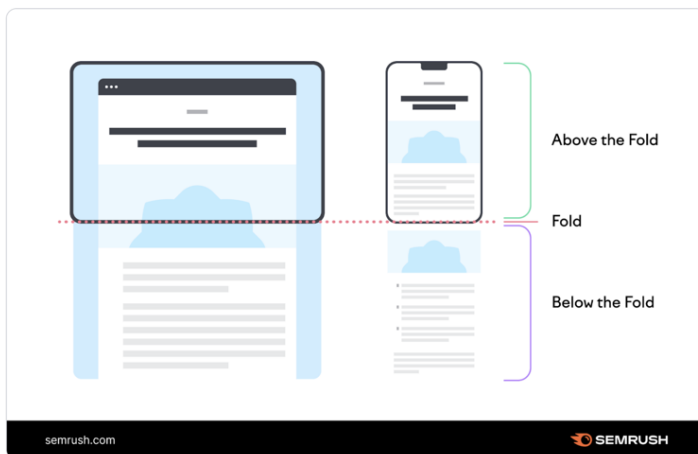 Above the Fold
Fold
Below the Fold
semrush.com
SEMRUSH